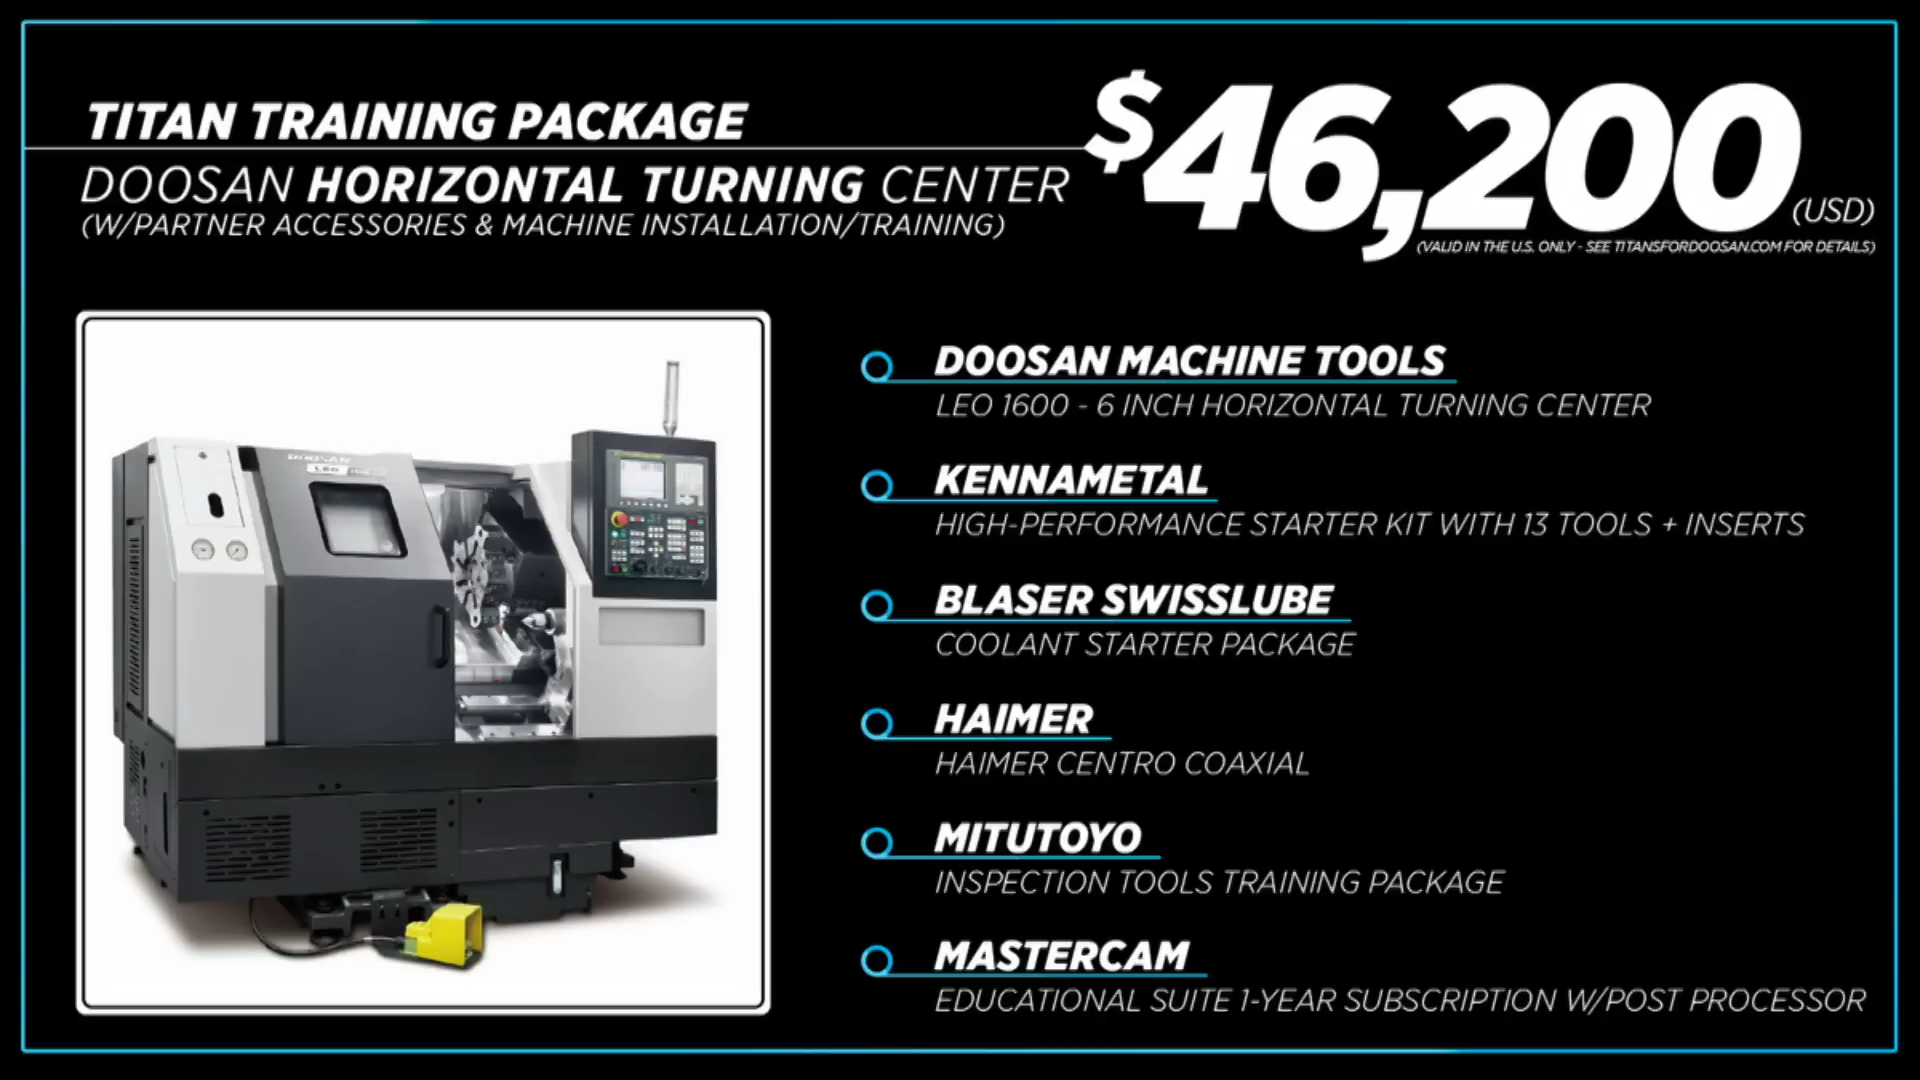 TITAN TRAINING PACKAGE
DOOSAN HORIZONTAL TURNING CENTER
(W/PARTNER ACCESSORIES & MACHINE INSTALLATION/TRAINING)
$46,200 (USD)
(VALID IN THE U.S. ONLY - SEE TITANSFORDOOSAN.COM FOR DETAILS)
DOOSAN
LEO
DOOSAN MACHINE TOOLS
LEO 1600 - 6 INCH HORIZONTAL TURNING CENTER
KENNAMETAL
HIGH-PERFORMANCE STARTER KIT WITH 13 TOOLS + INSERTS
BLASER SWISSLUBE
COOLANT STARTER PACKAGE
HAIMER
HAIMER CENTRO COAXIAL
MITUTOYO
INSPECTION TOOLS TRAINING PACKAGE
MASTERCAM
EDUCATIONAL SUITE 1-YEAR SUBSCRIPTION W/POST PROCESSOR